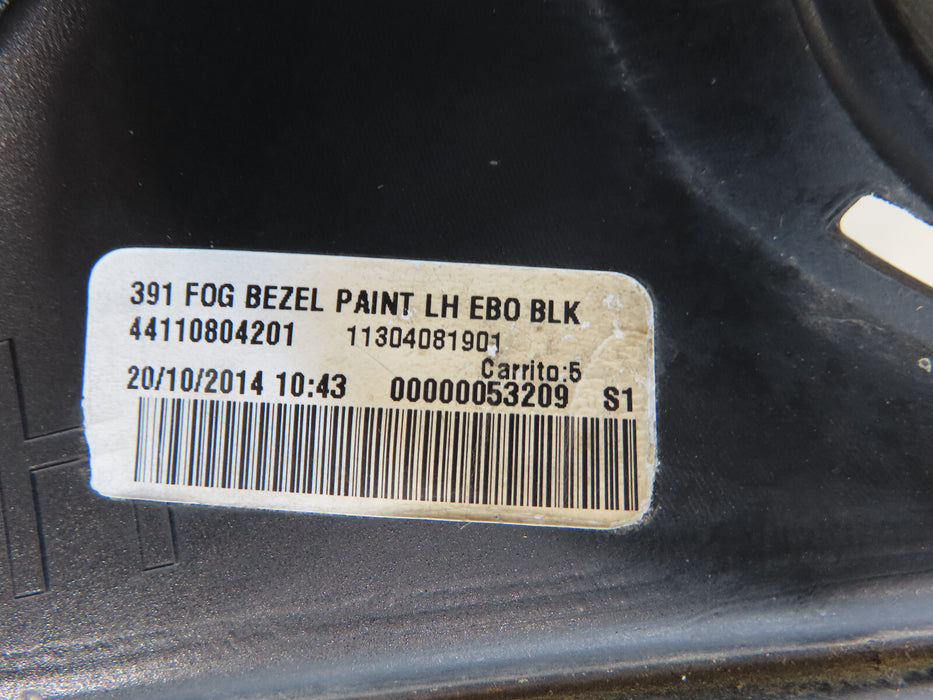 391 FOG BEZEL PAINT LH EBO BLK
44110804201 11304081901
Carrito:5
20/10/2014 10:43 00000053209 S1
H